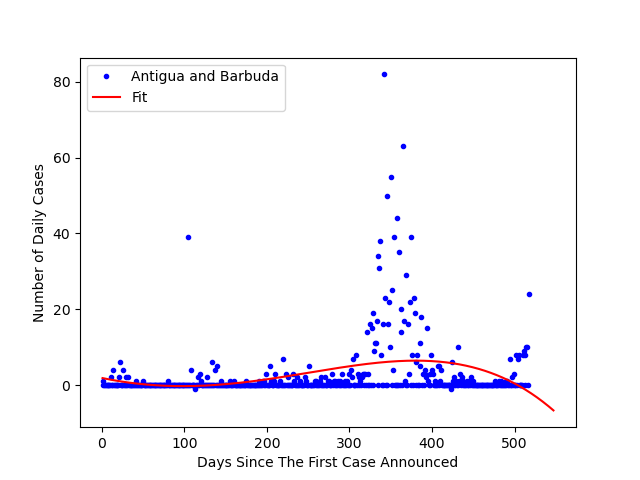 Antigua and Barbuda
Fit
80
60
40
20
0
Number of Daily Cases
0 100 200 300 400 500
Days Since The First Case Announced